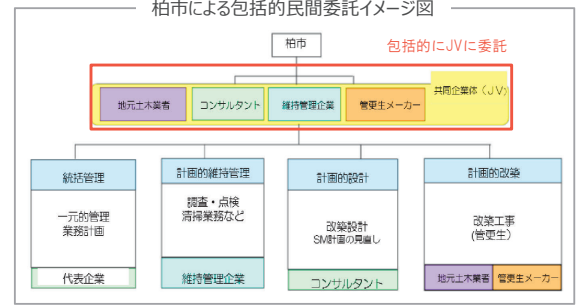 柏市による包括的民間委託イメージ図
柏市
包括的にJVに委託
共同企業体（JV）
地元土木業者
コンサルタント
維持管理企業
管更生メーカー
統括管理
一元的管理
業務計画
代表企業
計画的維持管理
調査・点検
清掃業務など
維持管理企業
計画的設計
改築設計
SM計画の見直し
コンサルタント
計画的改築
改築工事
(管更生)
地元土木業者
管更生メーカー